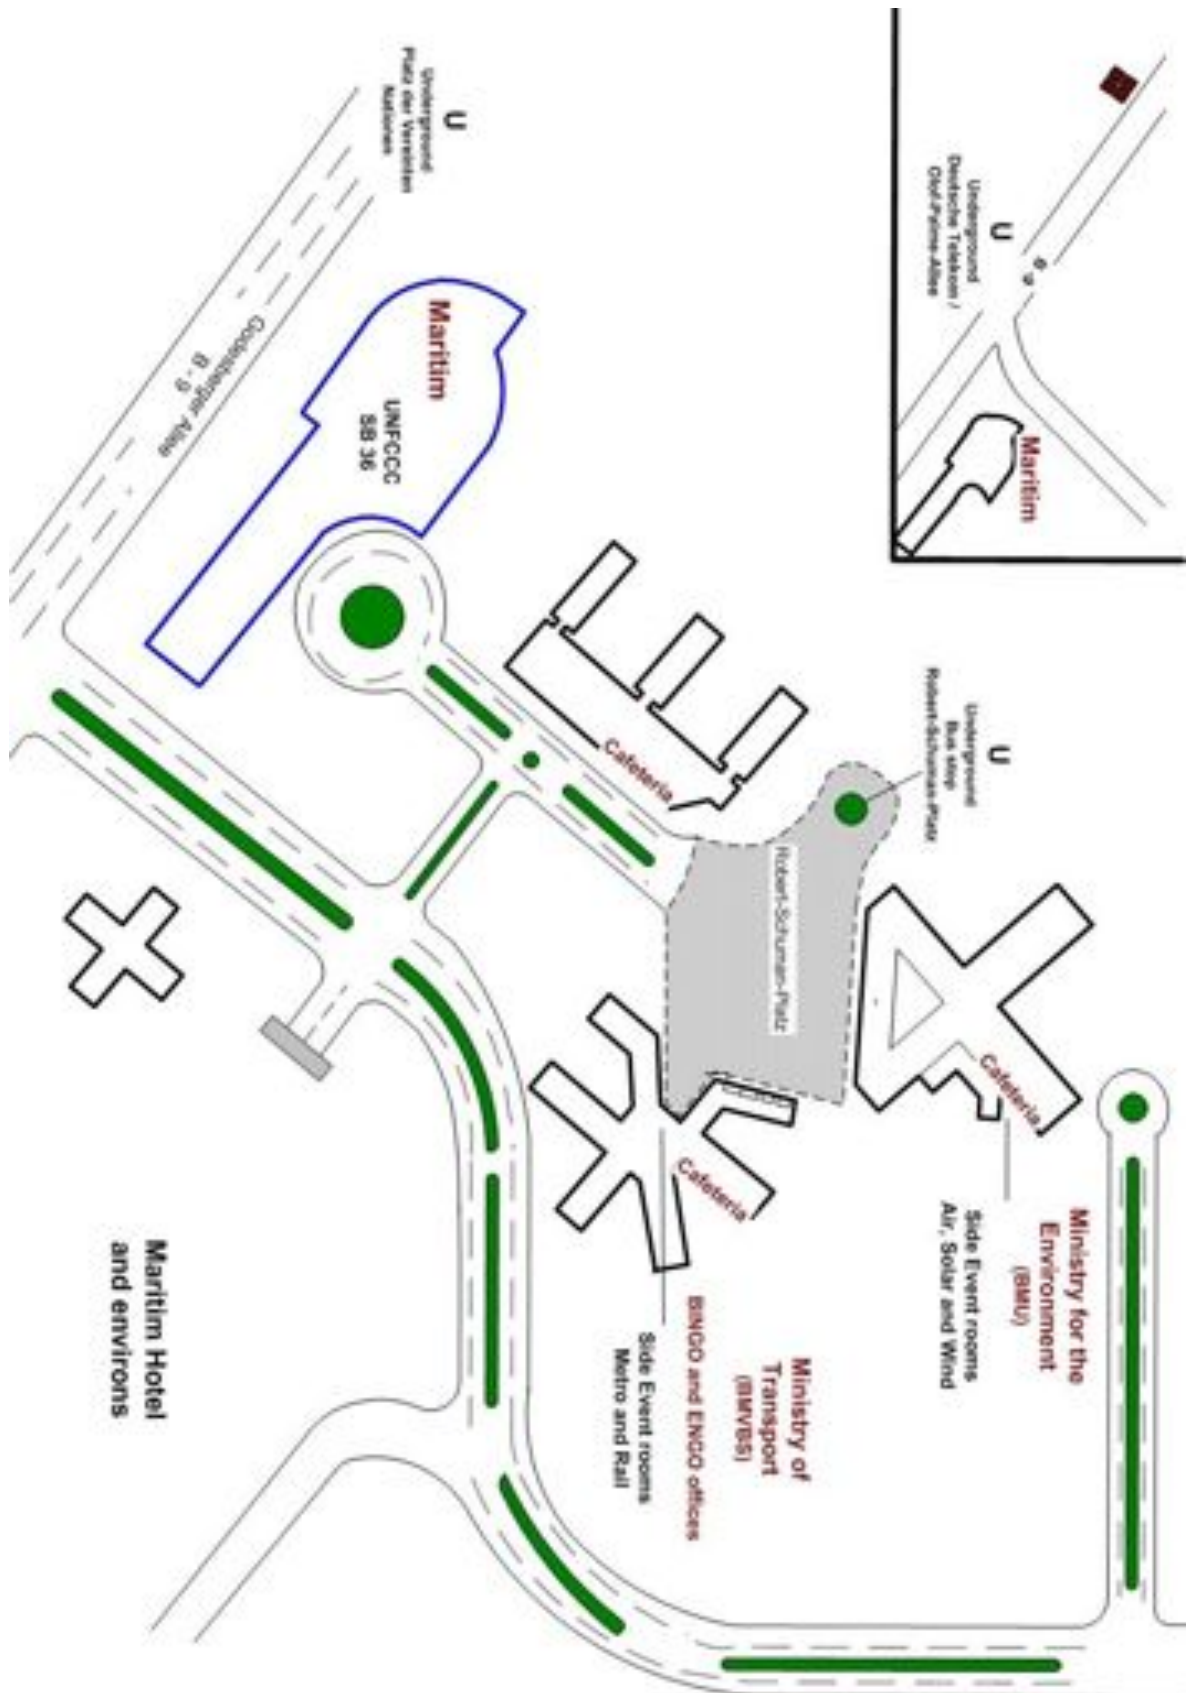 U
Underground
Platz der Vereinten
Nationen
U
Underground
Deutsche Telekom /
Olof-Palme-Allee
B 9
Maritim
Maritim
UNFCCC
SB 36
Godesberger Allee
B - 9
U
Underground
Bus stop
Robert-Schuman-Platz
Cafeteria
Robert-Schuman-Platz
Cafeteria
Cafeteria
Ministry for the
Environment
(BMU)
Side Event rooms
Air, Solar and Wind
Ministry of
Transport
(BMVBS)
BINGO and ENGO offices
Side Event rooms
Metro and Rail
Maritim Hotel
and environs